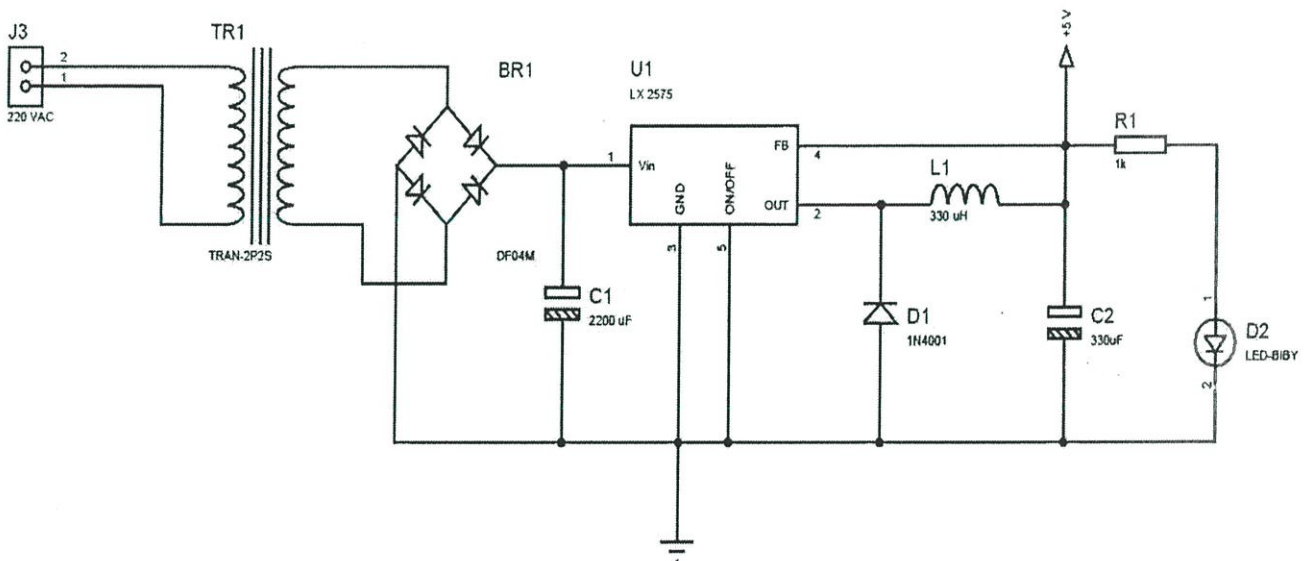 J3
2
1
220 VAC
TR1
TRAN-2P2S
BR1
DF04M
U1
LX 2575
1
Vin
GND
ON/OFF
FB
OUT
4
2
3
5
C1
2200 uF
L1
330 uH
D1
1N4001
+5V
R1
1k
C2
330uF
1
D2
LED-BIBY
2